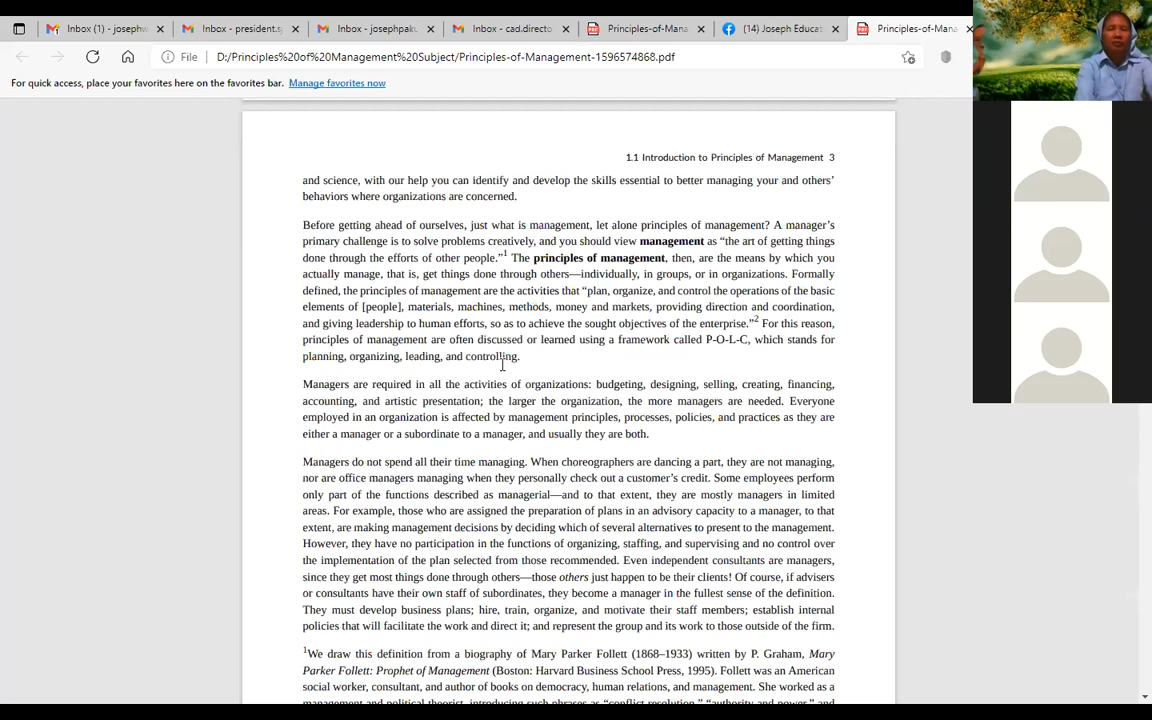 Inbox (1) - josephw
Inbox - president.sj
Inbox - josephpaku
Inbox - cad.directo
Principles-of-Mana
(14) Joseph Educat
Principles-of-Mana
File
D:/Principles%20of%20Management%20Subject/Principles-of-Management-1596574868.pdf
For quick access, place your favorites here on the favorites bar. Manage favorites now
1.1 Introduction to Principles of Management 3
and science, with our help you can identify and develop the skills essential to better managing your and others'
behaviors where organizations are concerned.
Before getting ahead of ourselves, just what is management, let alone principles of management? A manager's
primary challenge is to solve problems creatively, and you should view management as “the art of getting things
done through the efforts of other people.”1 The principles of management, then, are the means by which you
actually manage, that is, get things done through others—individually, in groups, or in organizations. Formally
defined, the principles of management are the activities that “plan, organize, and control the operations of the basic
elements of [people], materials, machines, methods, money and markets, providing direction and coordination,
and giving leadership to human efforts, so as to achieve the sought objectives of the enterprise.”2 For this reason,
principles of management are often discussed or learned using a framework called P-O-L-C, which stands for
planning, organizing, leading, and controlling.
Managers are required in all the activities of organizations: budgeting, designing, selling, creating, financing,
accounting, and artistic presentation; the larger the organization, the more managers are needed. Everyone
employed in an organization is affected by management principles, processes, policies, and practices as they are
either a manager or a subordinate to a manager, and usually they are both.
Managers do not spend all their time managing. When choreographers are dancing a part, they are not managing,
nor are office managers managing when they personally check out a customer's credit. Some employees perform
only part of the functions described as managerial—and to that extent, they are mostly managers in limited
areas. For example, those who are assigned the preparation of plans in an advisory capacity to a manager, to that
extent, are making management decisions by deciding which of several alternatives to present to the management.
However, they have no participation in the functions of organizing, staffing, and supervising and no control over
the implementation of the plan selected from those recommended. Even independent consultants are managers,
since they get most things done through others—those others just happen to be their clients! Of course, if advisers
or consultants have their own staff of subordinates, they become a manager in the fullest sense of the definition.
They must develop business plans; hire, train, organize, and motivate their staff members; establish internal
policies that will facilitate the work and direct it; and represent the group and its work to those outside of the firm.
1We draw this definition from a biography of Mary Parker Follett (1868–1933) written by P. Graham, Mary
Parker Follett: Prophet of Management (Boston: Harvard Business School Press, 1995). Follett was an American
social worker, consultant, and author of books on democracy, human relations, and management. She worked as a
management and political theorist, introducing such phrases as “conflict resolution,” “authority and power,” and